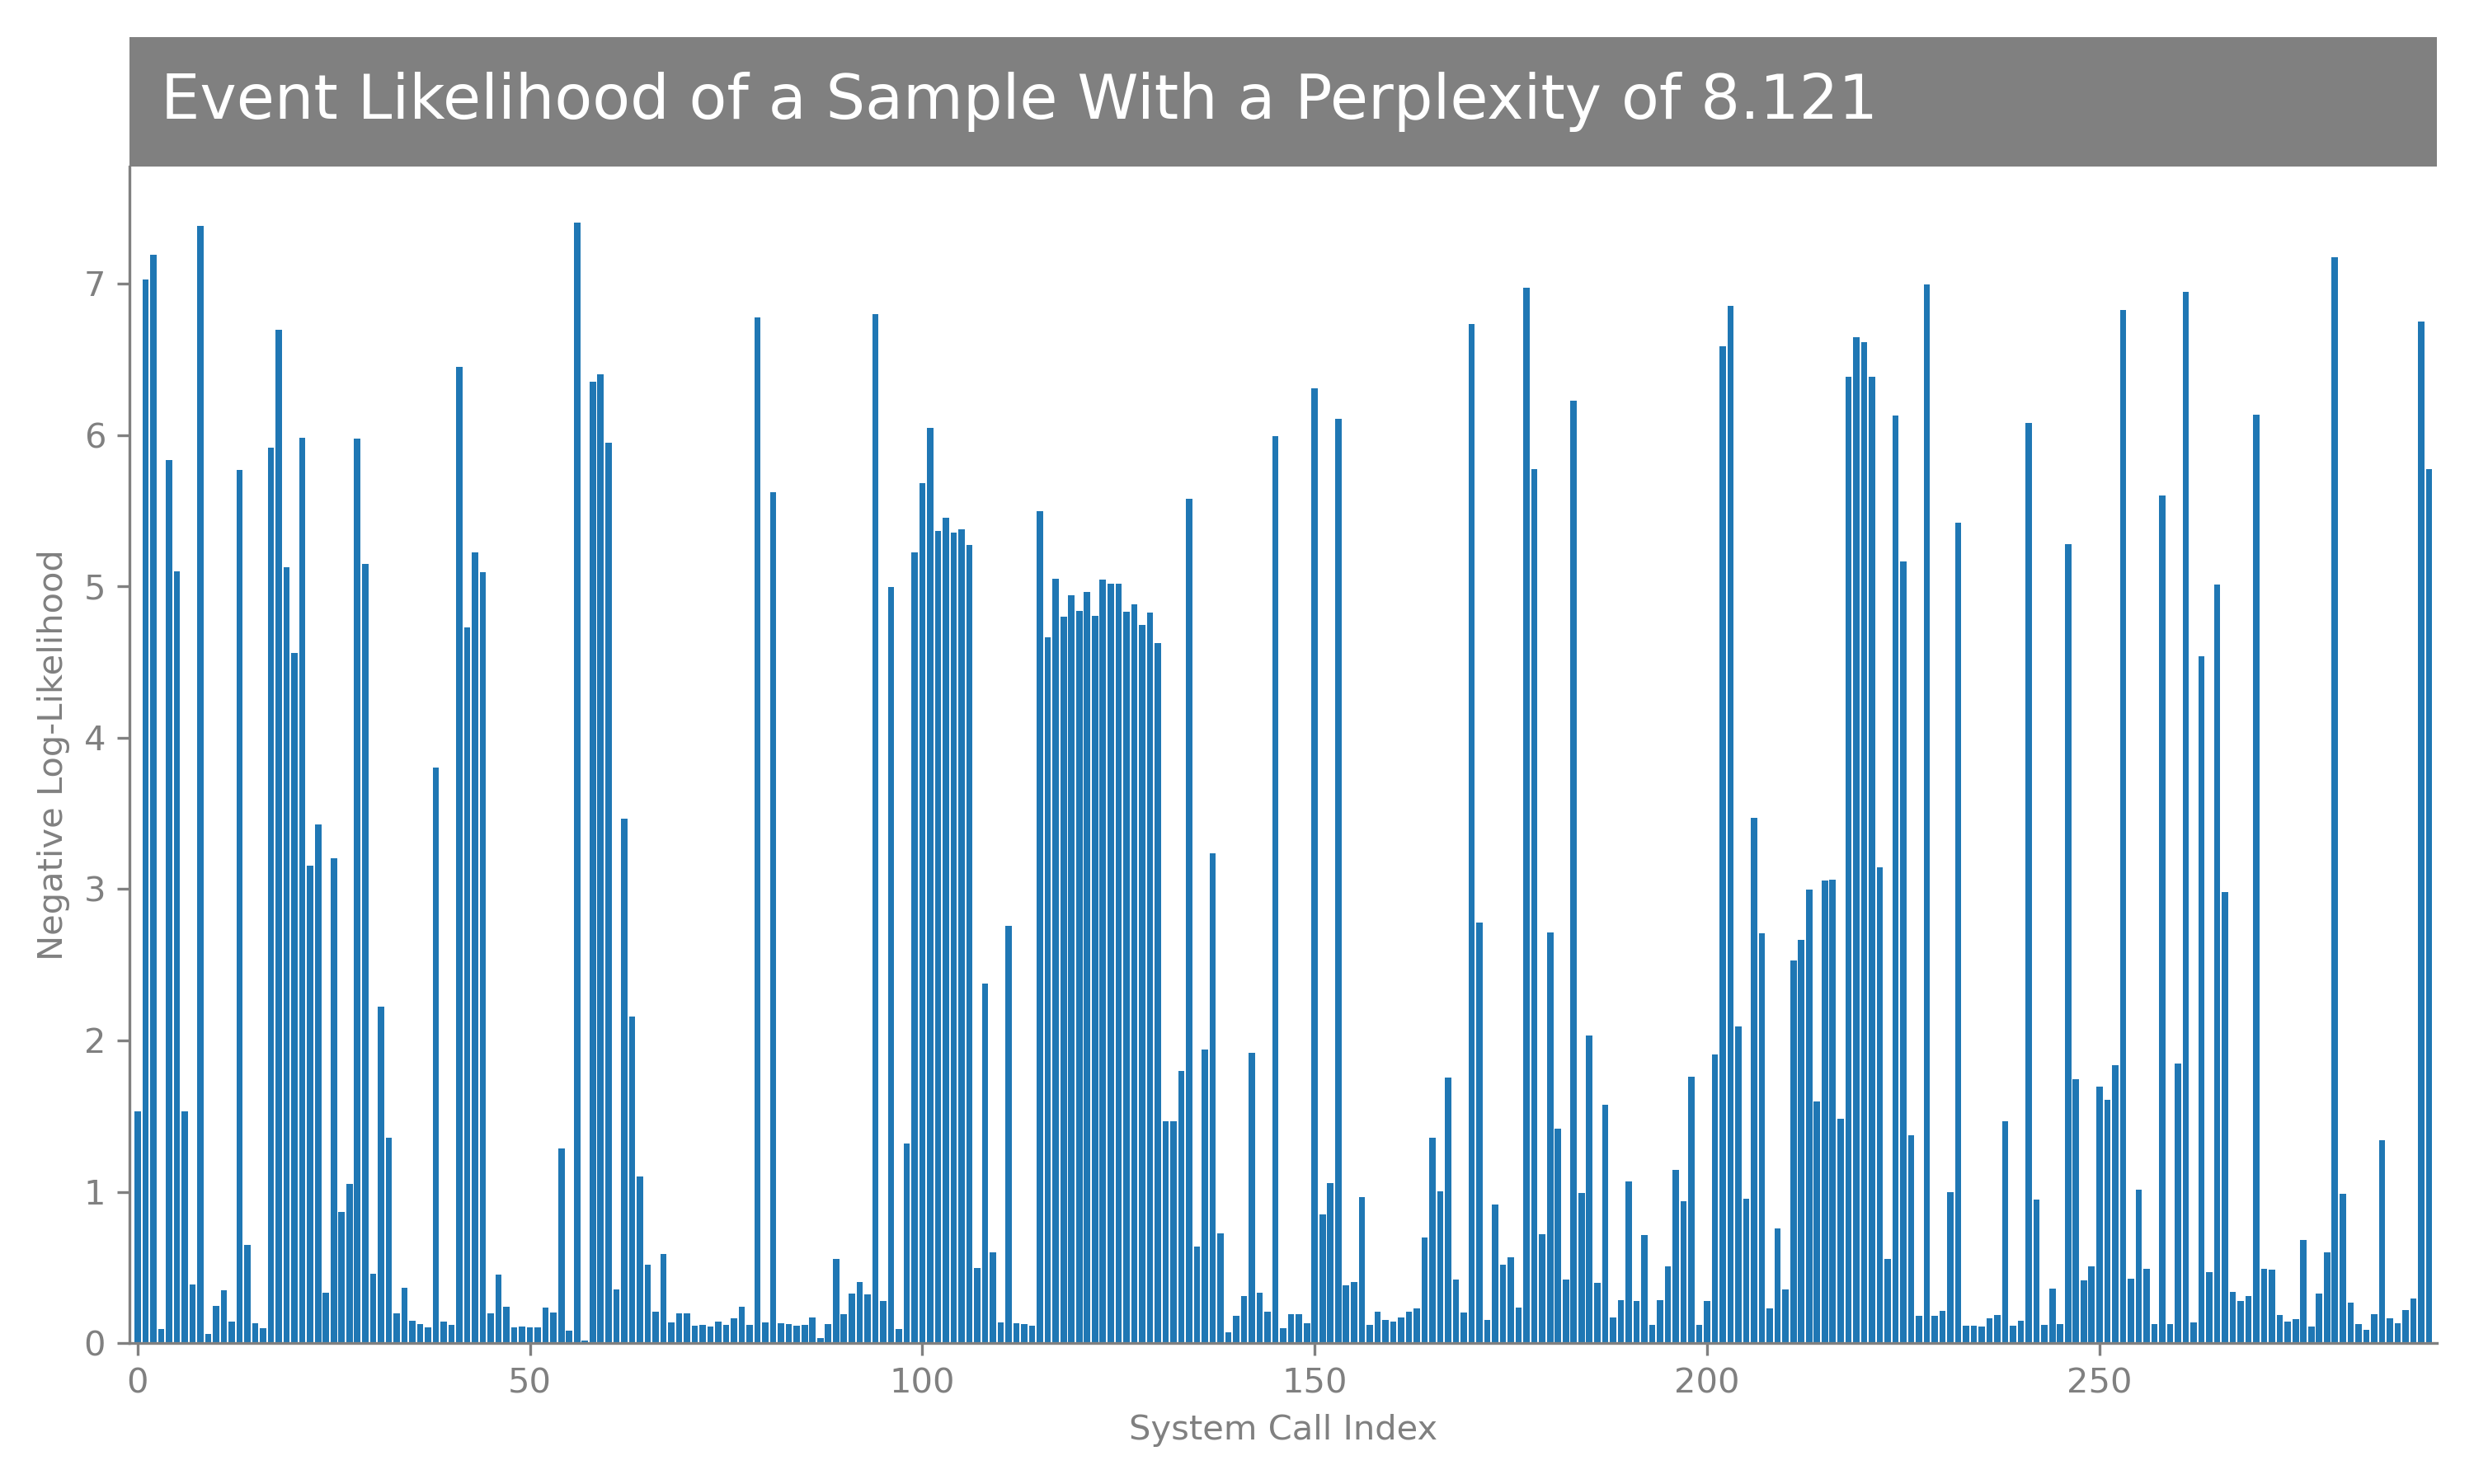 Event Likelihood of a Sample With a Perplexity of 8.121
Negative Log-Likelihood
7
6
5
4
3
2
1
0
0 50 100 150 200 250
System Call Index